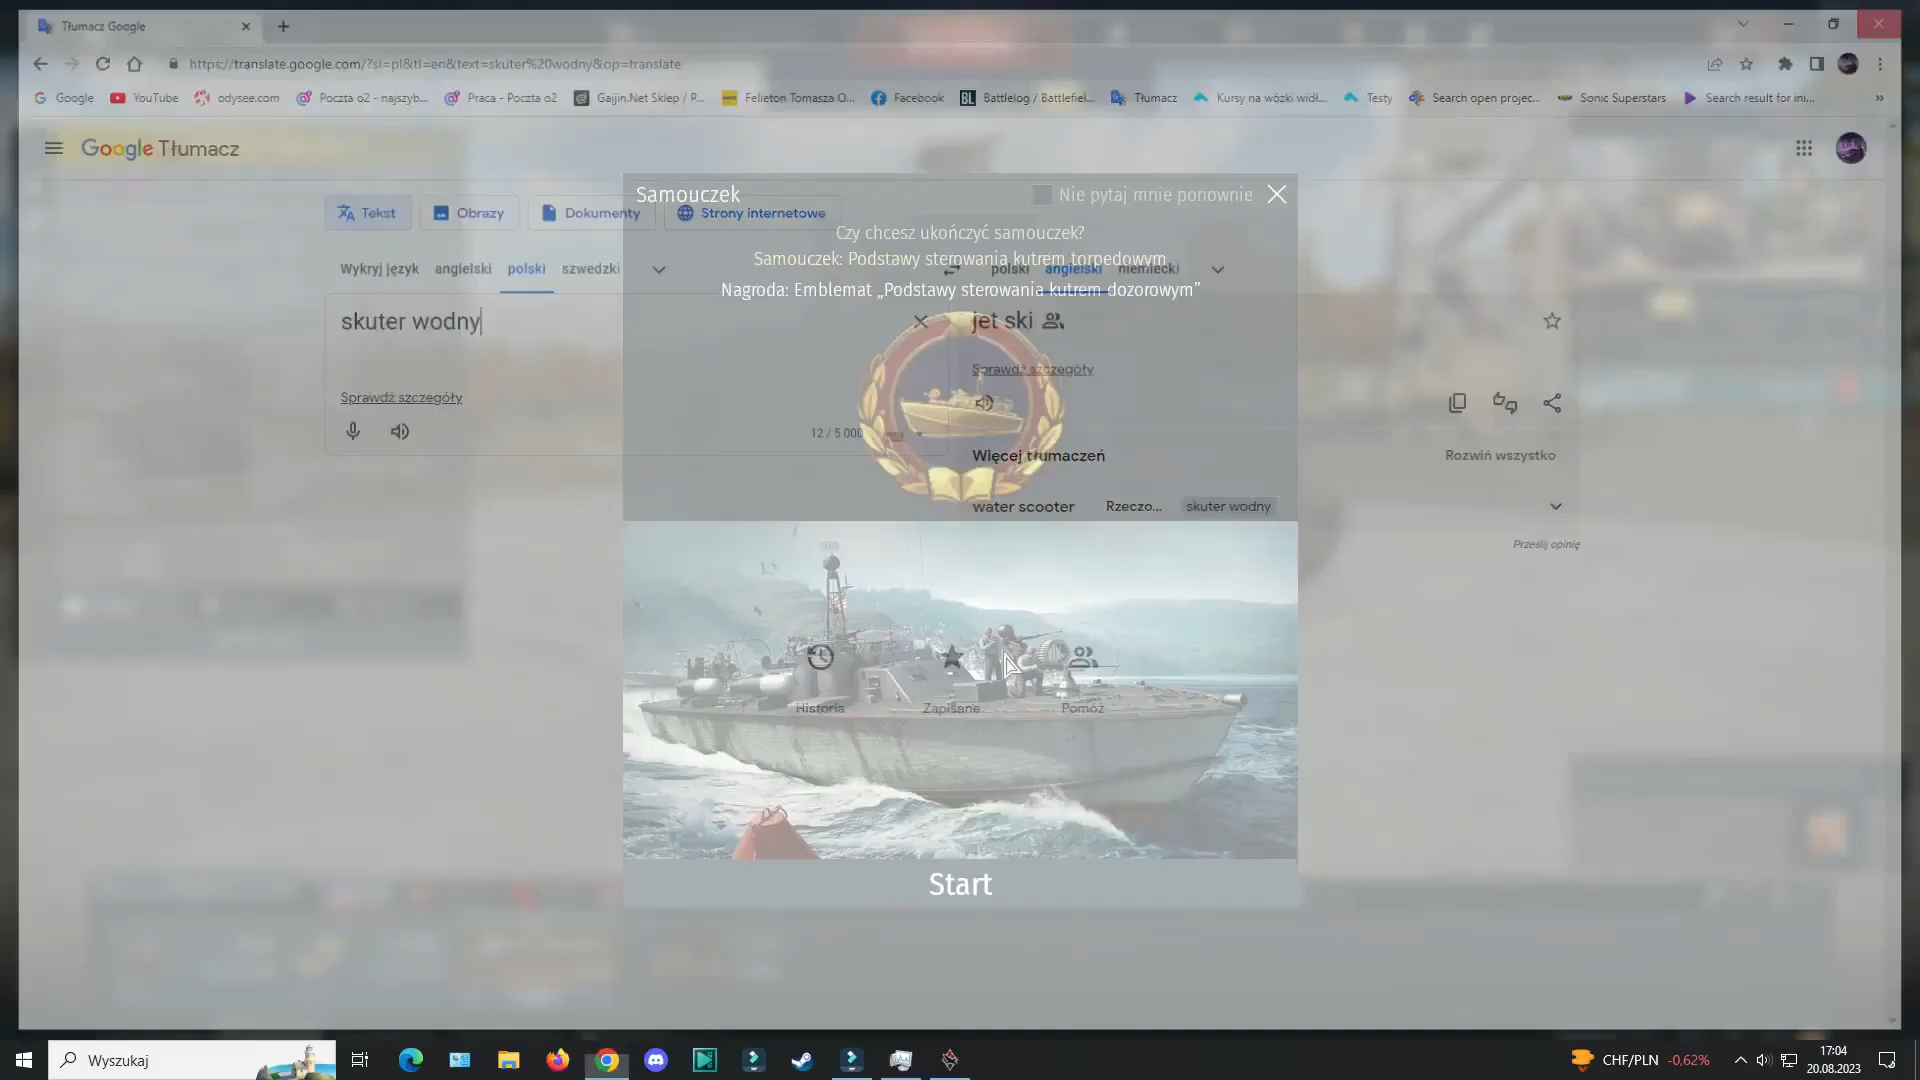 Tłumacz Google
https://translate.google.com/?sl=pl&tl=en&text=skuter%20wodny&op=translate
Google YouTube odysee.com Poczta o2 - najszyb... Praca - Poczta o2 Gaijin.Net Sklep / P... Felieton Tomasza O... Facebook Battlelog / Battlefiel... Tłumacz Kursy na wózki widł... Testy Search open projec... Sonic Superstars Search result for ini... »
Google Tłumacz
Samouczek Nie pytaj mnie ponownie
Tekst Obrazy Dokumenty Strony internetowe
Czy chcesz ukończyć samouczek?
Samouczek: Podstawy sterowania kutrem torpedowym
Wykryj język angielski polski szwedzki polski angielski niemiecki
Nagroda: Emblemat „Podstawy sterowania kutrem dozorowym”
skuter wodny jet ski
Sprawdź szczegóły
Sprawdź szczegóły
12 / 5 000
Więcej tłumaczeń Rozwiń wszystko
water scooter Rzeczo... skuter wodny
Prześlij opinię
Historia Zapisane Pomóż
Start
Wyszukaj CHF/PLN -0,62% 17:04
20.08.2023